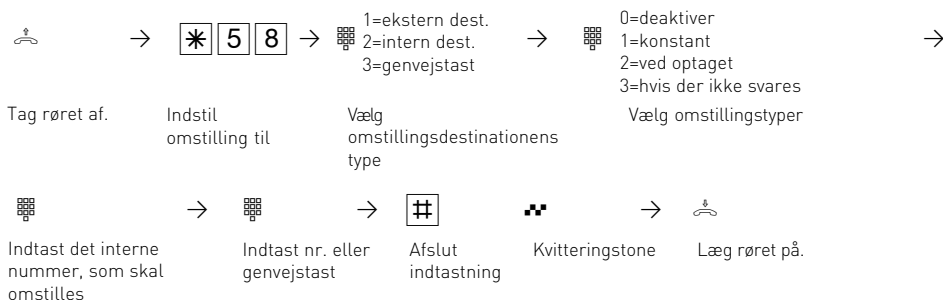 * 5 8
1=ekstern dest.
2=intern dest.
3=genvejstast
0=deaktiver
1=konstant
2=ved optaget
3=hvis der ikke svares
Tag røret af.
Indstil
omstilling til
Vælg
omstillingsdestinationens
type
Vælg omstillingstyper
#
Indtast det interne
nummer, som skal
omstilles
Indtast nr. eller
genvejstast
Afslut
indtastning
Kvitteringstone
Læg røret på.